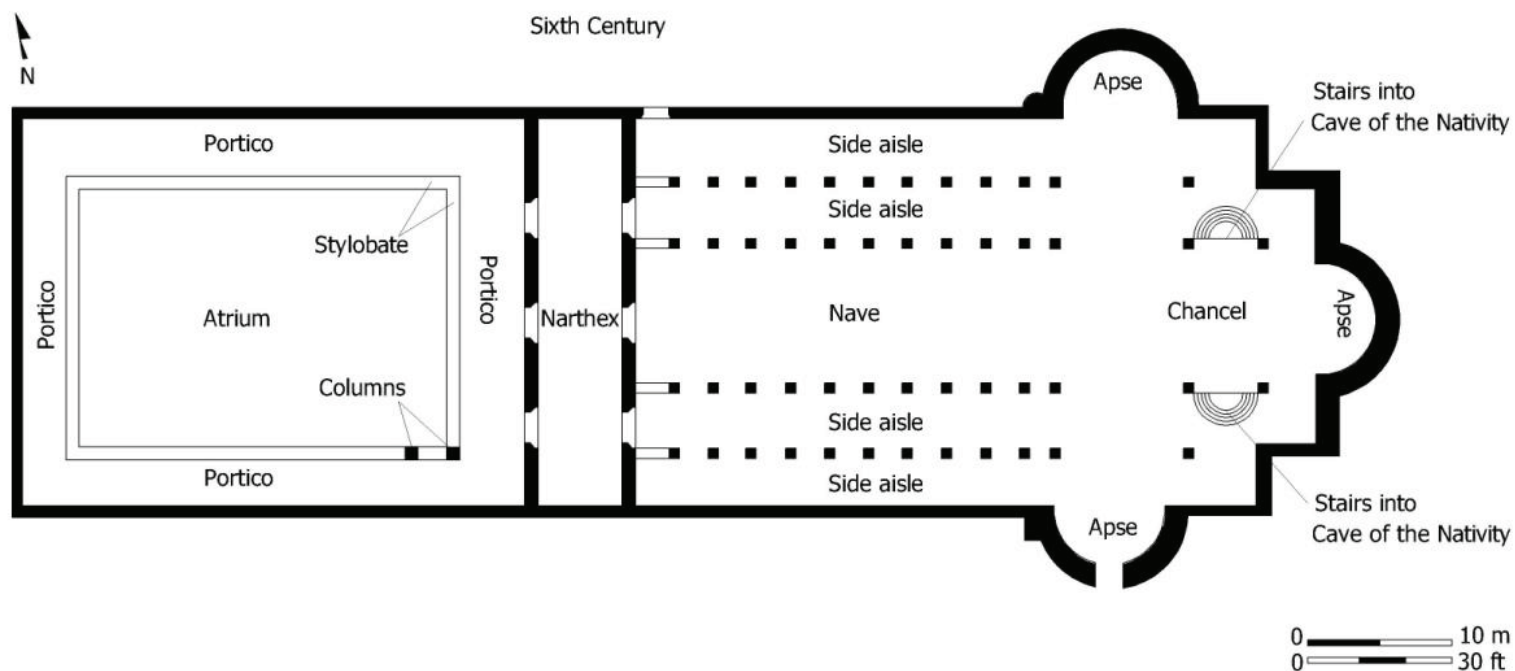 Sixth Century
N
Apse
Stairs into
Cave of the Nativity
Portico
Side aisle
Side aisle
Stylobate
Portico
Atrium
Portico
Narthex
Nave
Chancel
Apse
Columns
Side aisle
Portico
Side aisle
Apse
Stairs into
Cave of the Nativity
0 10 m
0 30 ft